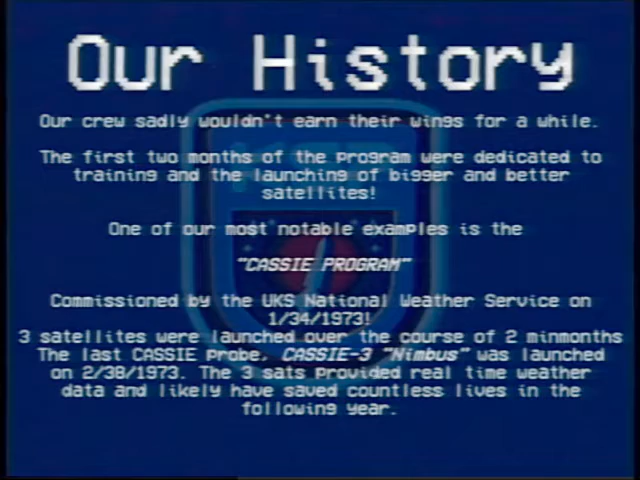 Our History
Our crew sadly wouldn't earn their wings for a while.
The first two months of the program were dedicated to
training and the launching of bigger and better
satellites!
One of our most notable examples is the
"CASSIE PROGRAM"
Commissioned by the UKS National Weather Service on
1/34/1973!
3 satellites were launched over the course of 2 minmonths
The last CASSIE probe, CASSIE-3 "Nimbus" was launched
on 2/38/1973. The 3 sats provided real time weather
data and likely have saved countless lives in the
following year.